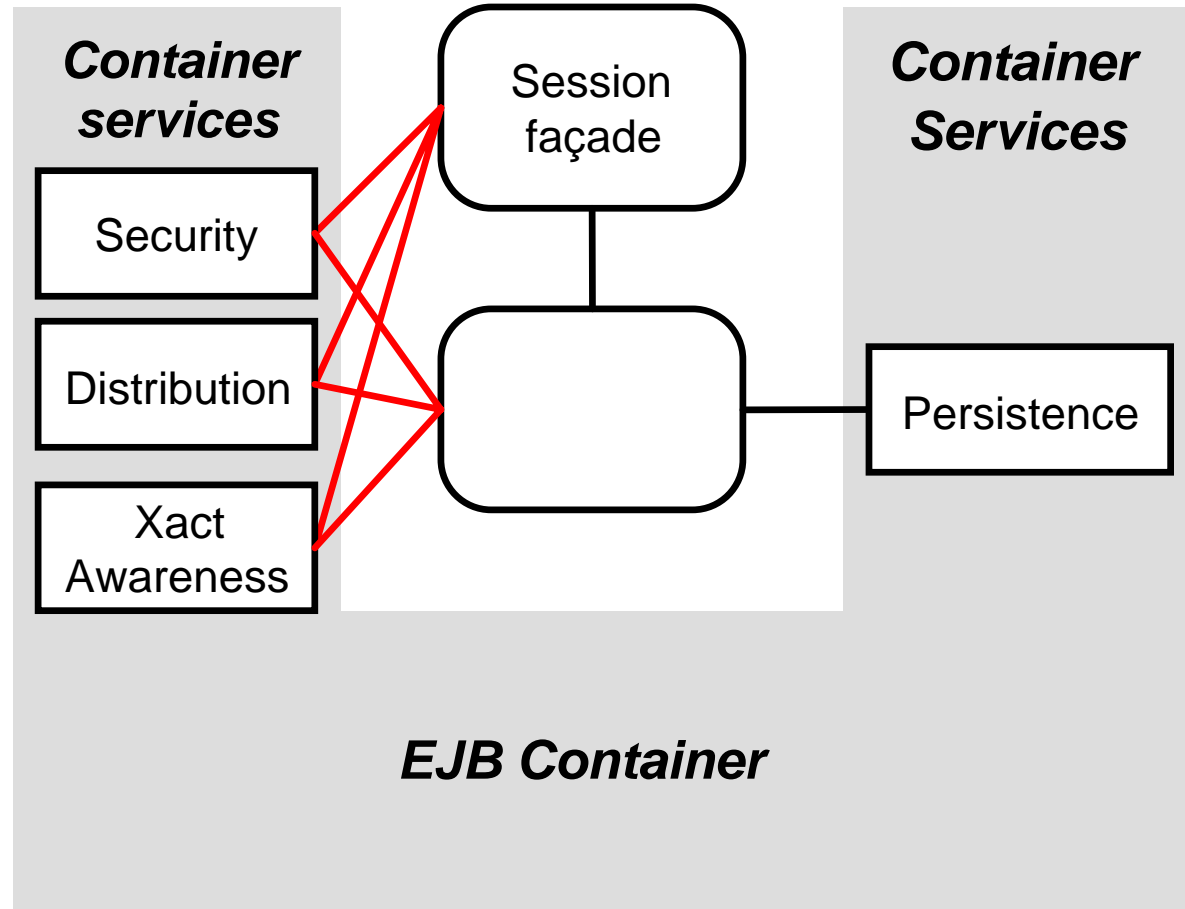 Container
services
Session
façade
Container
Services
Security
Distribution
Persistence
Xact
Awareness
EJB Container